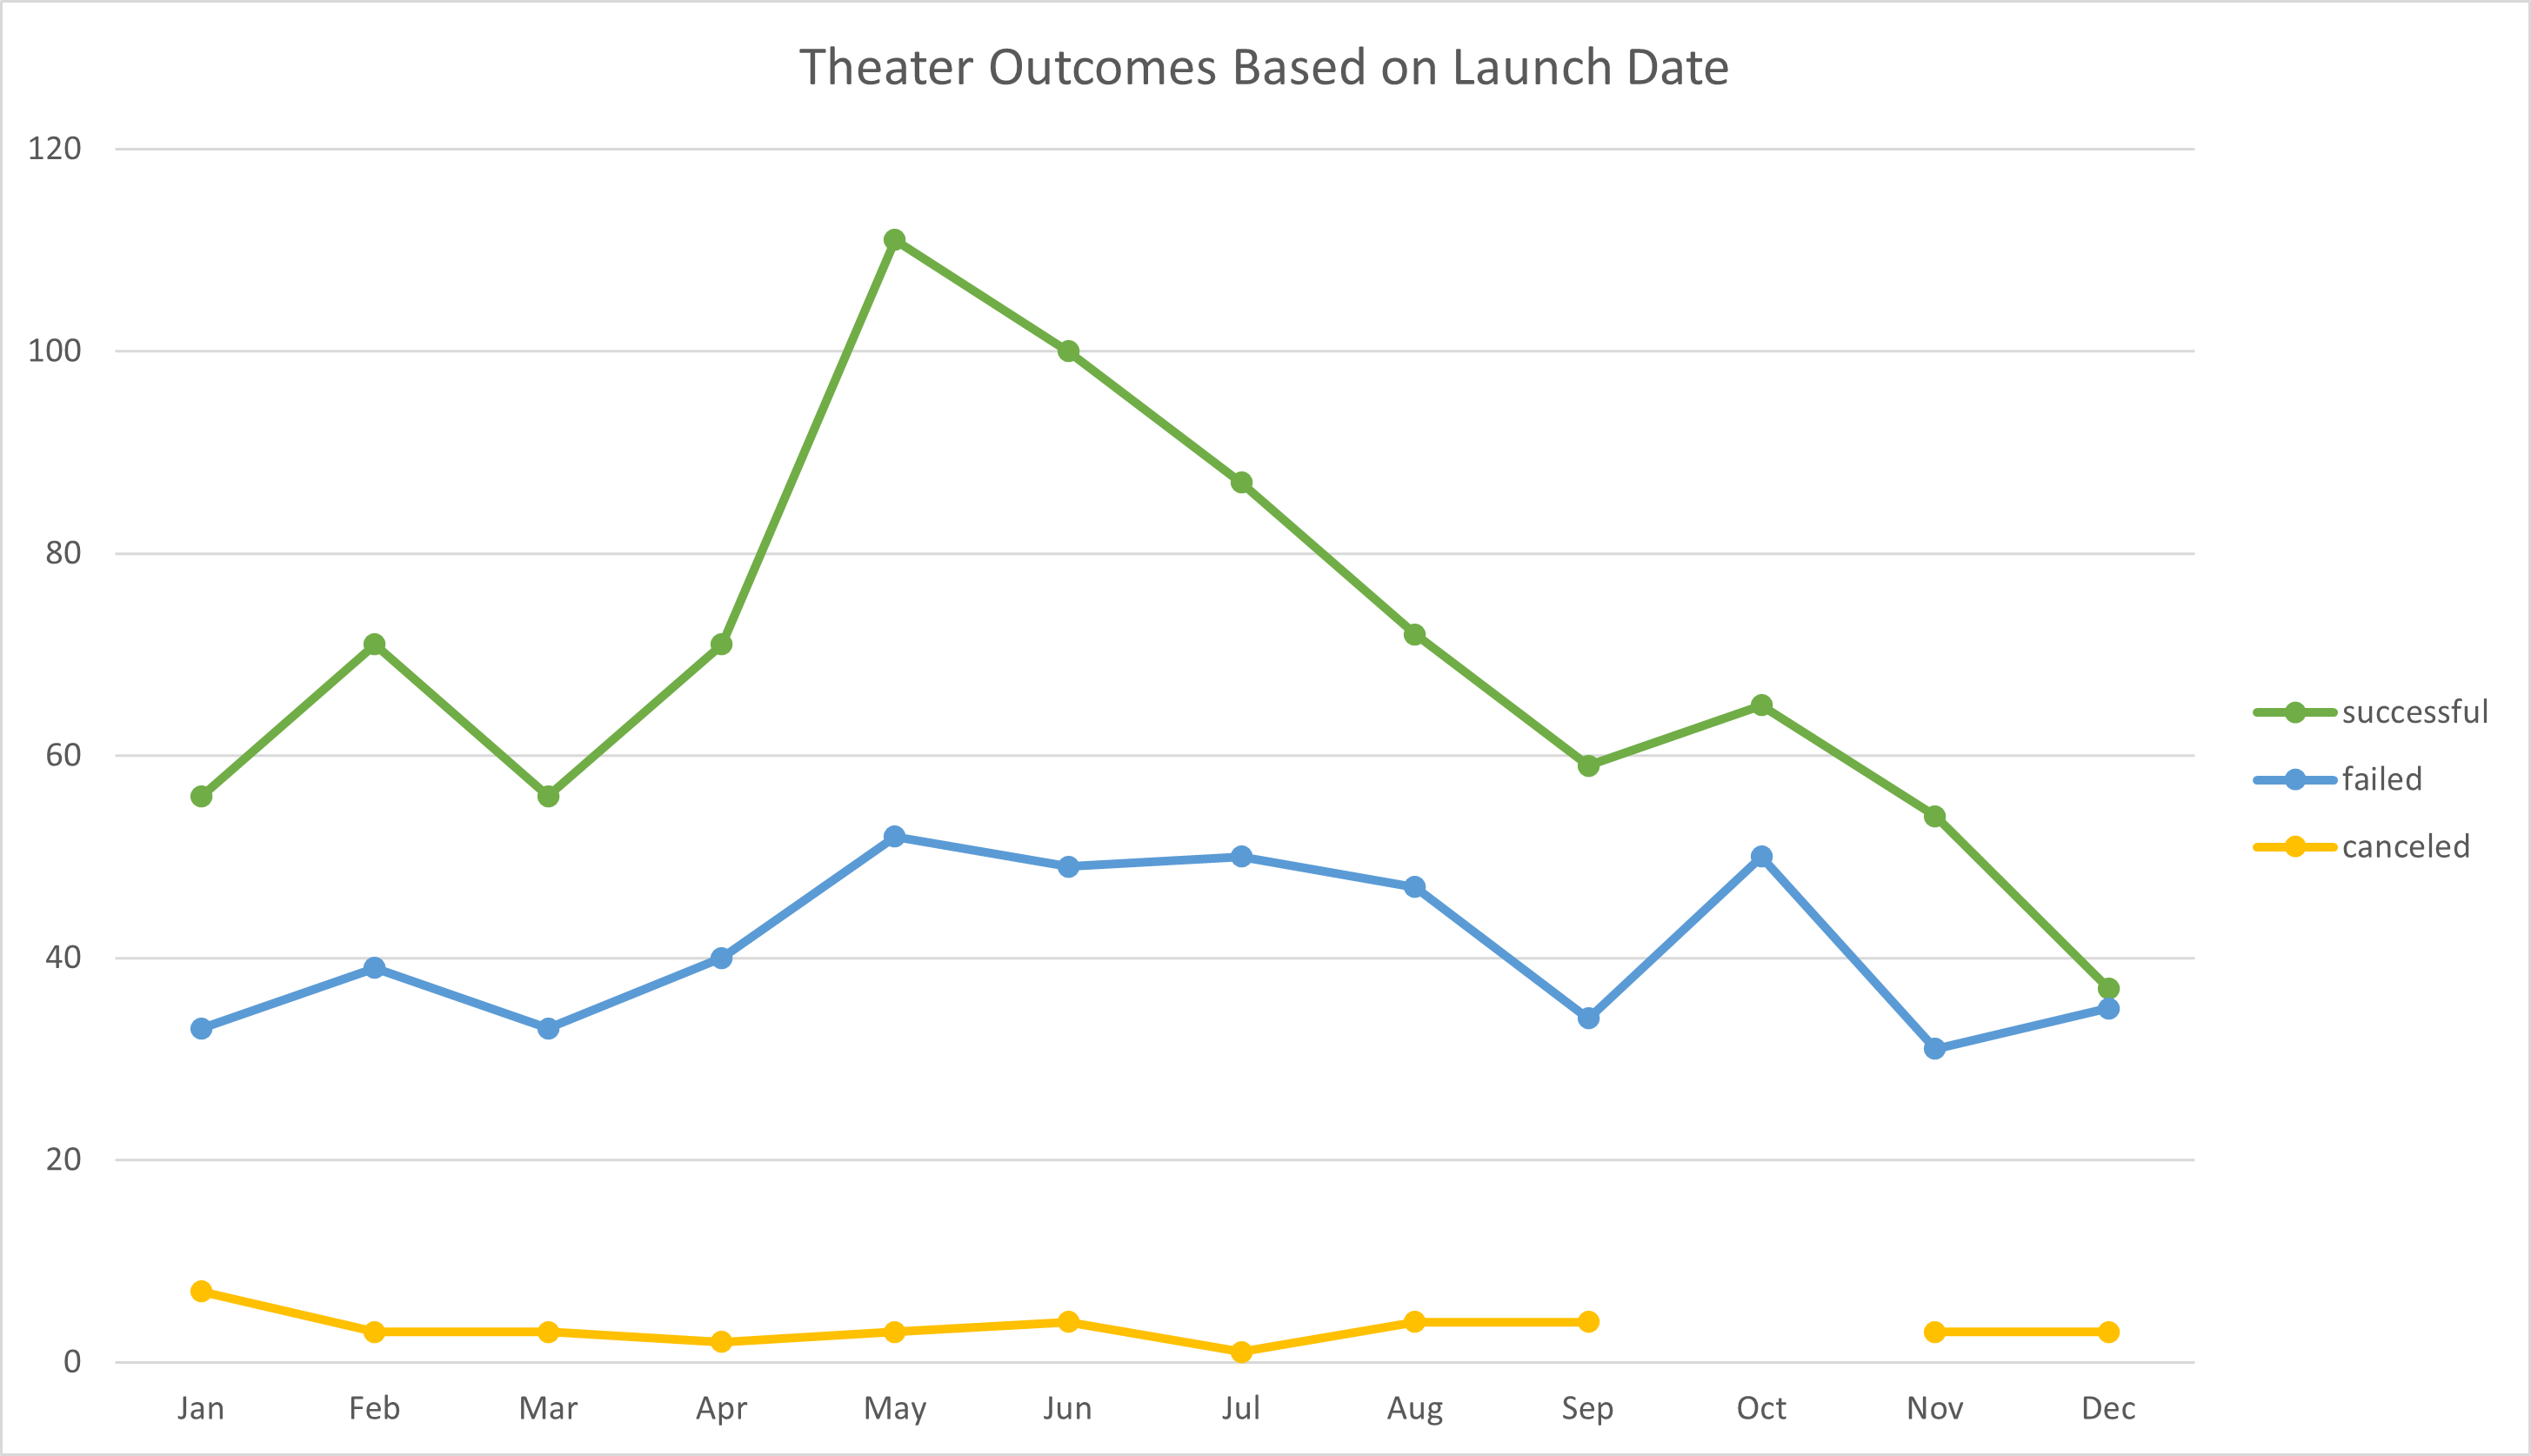 Theater Outcomes Based on Launch Date
120
100
80
60
40
20
0
Jan Feb Mar Apr May Jun Jul Aug Sep Oct Nov Dec
successful
failed
canceled